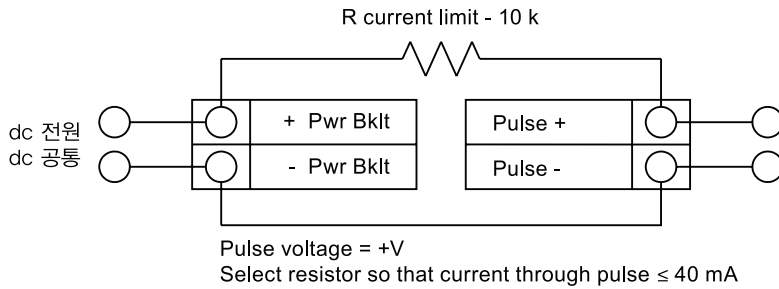 R current limit - 10 k
dc 전원
dc 공통
+ Pwr Bklt
- Pwr Bklt
Pulse +
Pulse -
Pulse voltage = +V
Select resistor so that current through pulse ≤ 40 mA